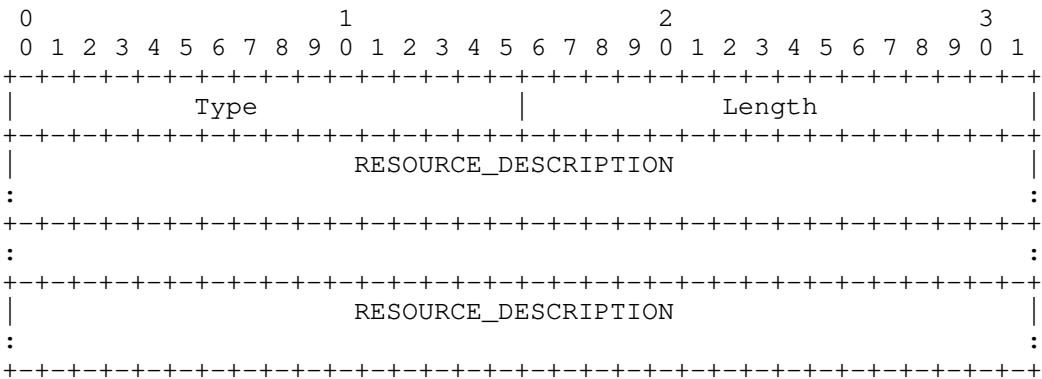 0                   1                   2                   3
 0 1 2 3 4 5 6 7 8 9 0 1 2 3 4 5 6 7 8 9 0 1 2 3 4 5 6 7 8 9 0 1
+-+-+-+-+-+-+-+-+-+-+-+-+-+-+-+-+-+-+-+-+-+-+-+-+-+-+-+-+-+-+-+-+
|           Type                |            Length             |
+-+-+-+-+-+-+-+-+-+-+-+-+-+-+-+-+-+-+-+-+-+-+-+-+-+-+-+-+-+-+-+-+
|                     RESOURCE_DESCRIPTION                      |
:                                                               :
+-+-+-+-+-+-+-+-+-+-+-+-+-+-+-+-+-+-+-+-+-+-+-+-+-+-+-+-+-+-+-+-+
:                                                               :
+-+-+-+-+-+-+-+-+-+-+-+-+-+-+-+-+-+-+-+-+-+-+-+-+-+-+-+-+-+-+-+-+
|                     RESOURCE_DESCRIPTION                      |
:                                                               :
+-+-+-+-+-+-+-+-+-+-+-+-+-+-+-+-+-+-+-+-+-+-+-+-+-+-+-+-+-+-+-+-+